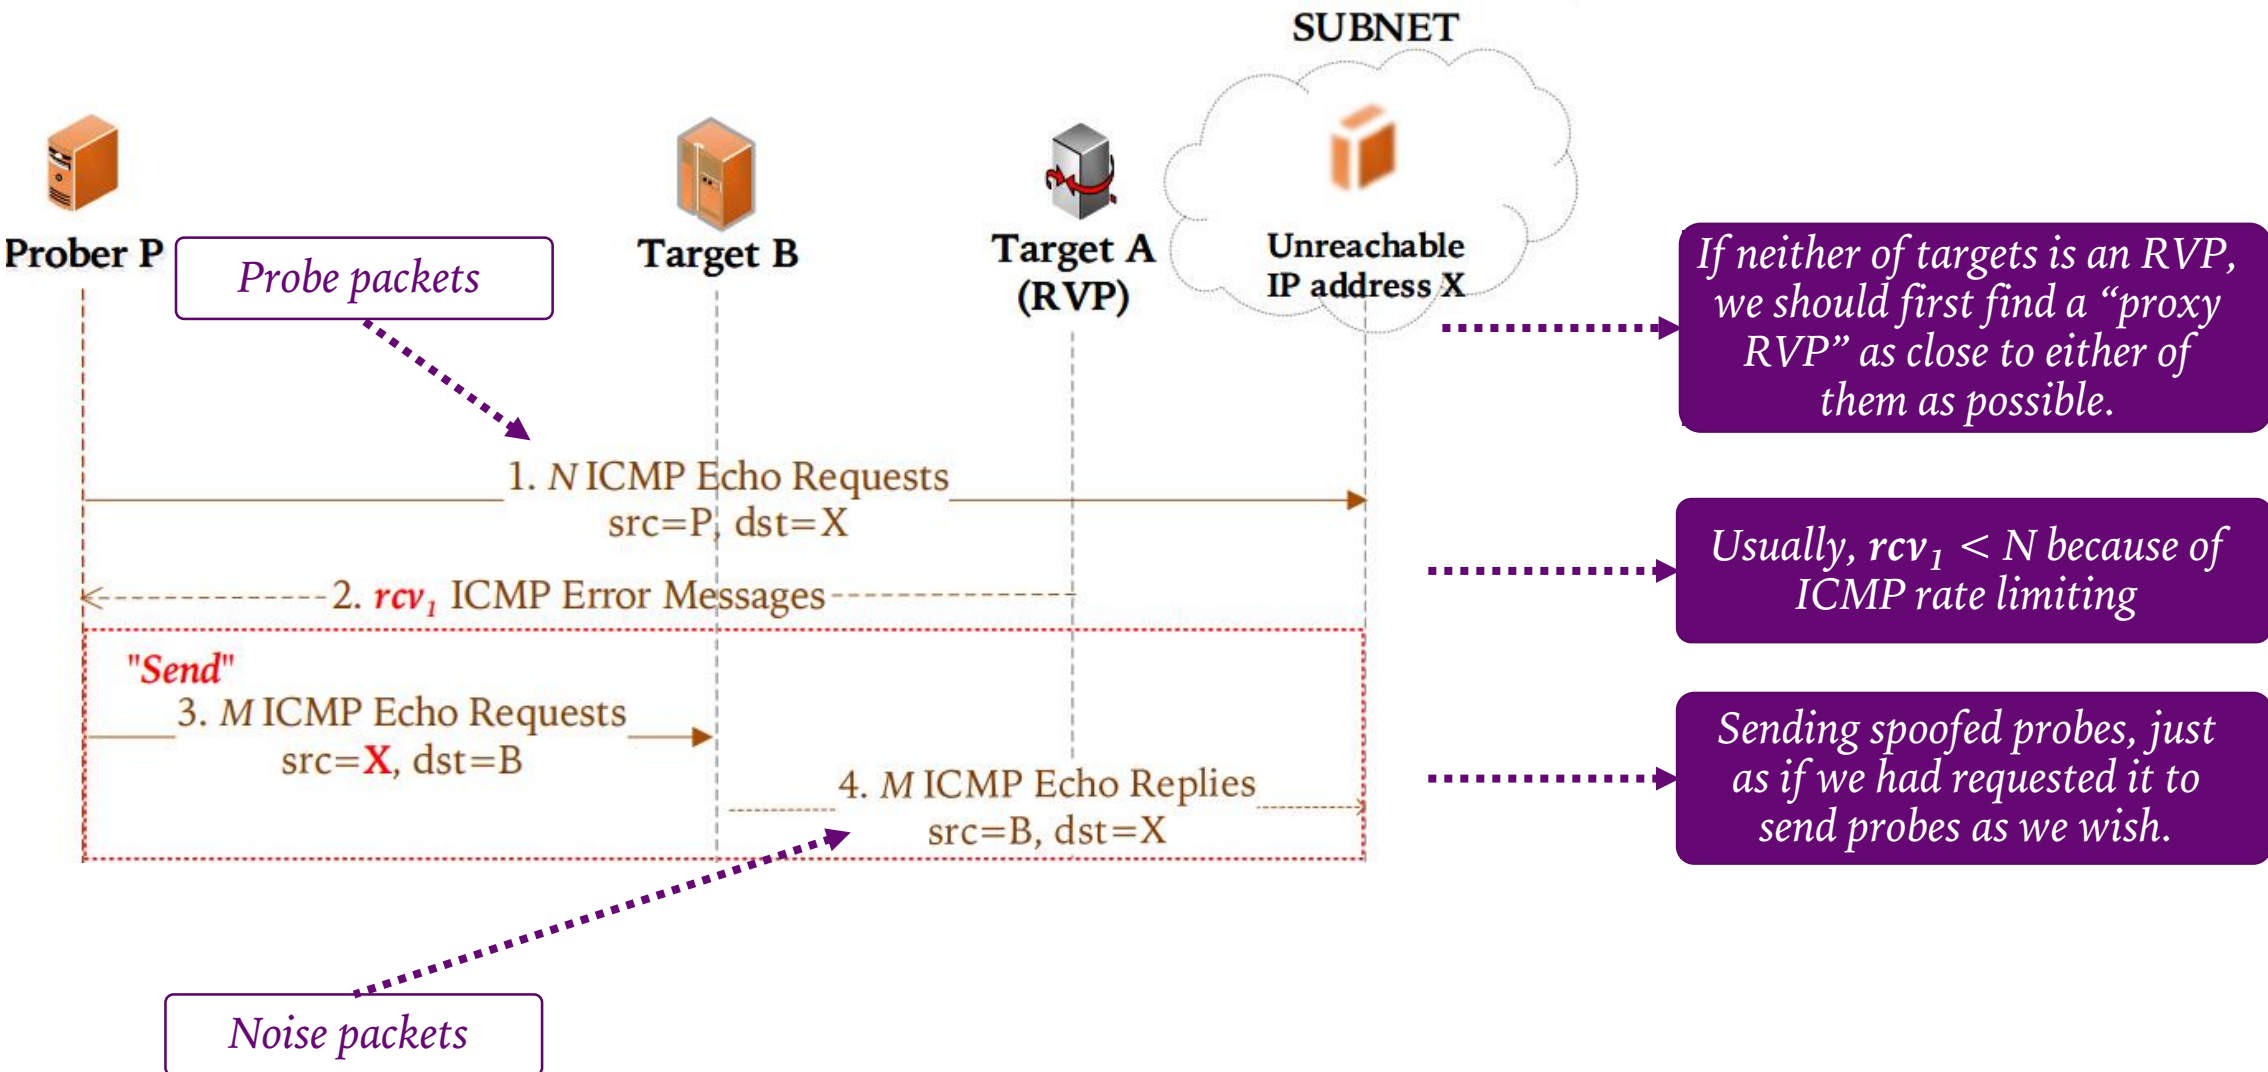 SUBNET
Prober P
Target B
Target A
(RVP)
Unreachable
IP address X
Probe packets
If neither of targets is an RVP,
we should first find a “proxy
RVP” as close to either of
them as possible.
1. N ICMP Echo Requests
src=P, dst=X
Usually, rcv₁ < N because of
ICMP rate limiting
2. rcv₁ ICMP Error Messages
"Send"
3. M ICMP Echo Requests
src=X, dst=B
4. M ICMP Echo Replies
src=B, dst=X
Sending spoofed probes, just
as if we had requested it to
send probes as we wish.
Noise packets